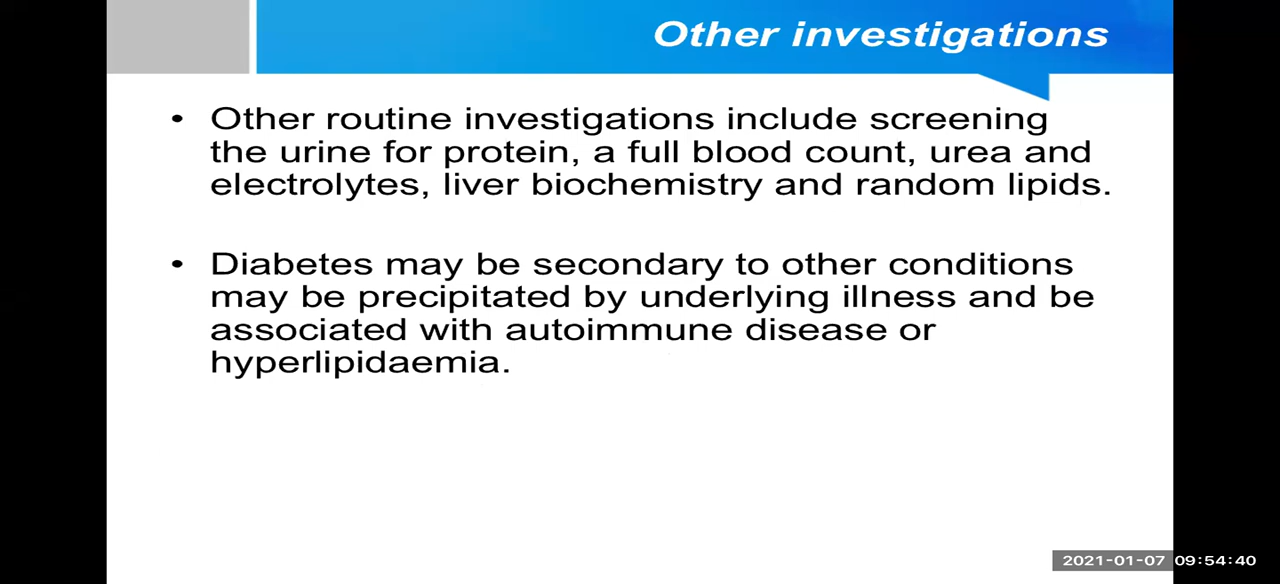 Other investigations
• Other routine investigations include screening
the urine for protein, a full blood count, urea and
electrolytes, liver biochemistry and random lipids.
• Diabetes may be secondary to other conditions
may be precipitated by underlying illness and be
associated with autoimmune disease or
hyperlipidaemia.
2021-01-07 09:54:40